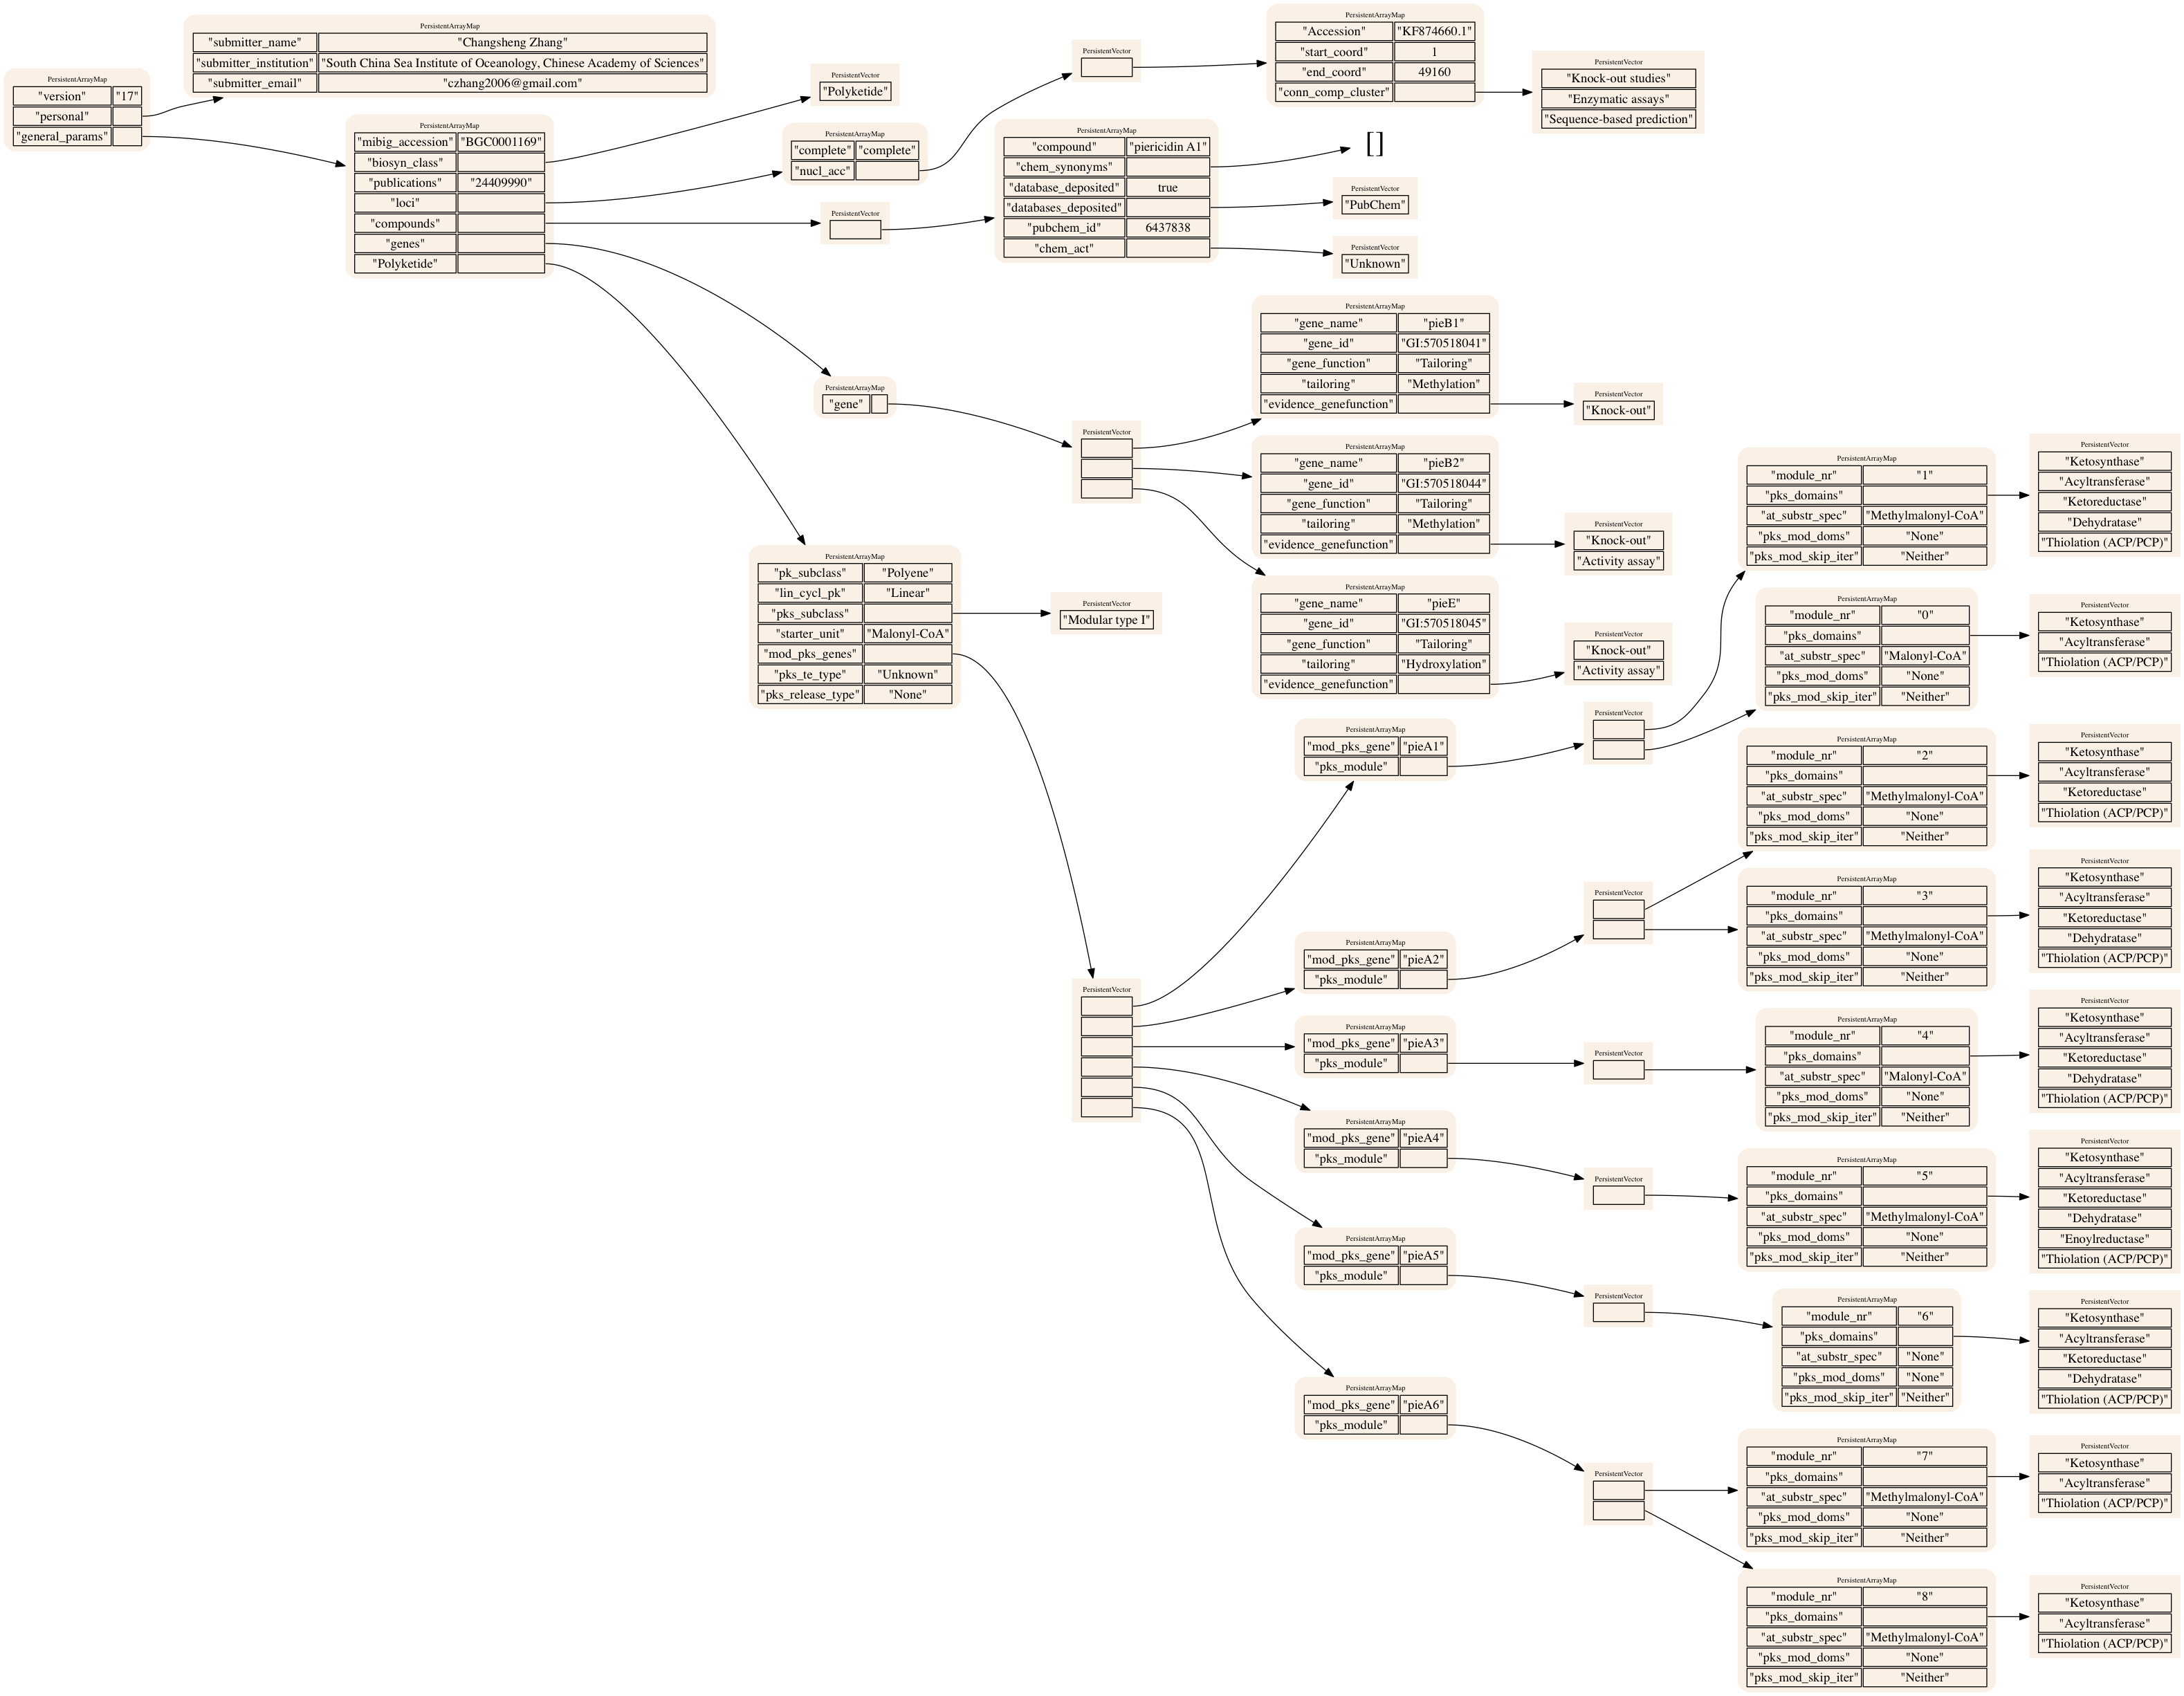 PersistentArrayMap
"version" "17"
"personal"
"general_params"
PersistentArrayMap
"submitter_name" "Changsheng Zhang"
"submitter_institution" "South China Sea Institute of Oceanology, Chinese Academy of Sciences"
"submitter_email" "czhang2006@gmail.com"
PersistentArrayMap
"mibig_accession" "BGC0001169"
"biosyn_class"
"publications" "24409990"
"loci"
"compounds"
"genes"
"Polyketide"
PersistentVector
"Polyketide"
PersistentArrayMap
"complete" "complete"
"nucl_acc"
PersistentVector
PersistentArrayMap
"Accession" "KF874660.1"
"start_coord" 1
"end_coord" 49160
"conn_comp_cluster"
PersistentVector
"Knock-out studies"
"Enzymatic assays"
"Sequence-based prediction"
PersistentVector
PersistentArrayMap
"compound" "piericidin A1"
"chem_synonyms"
"database_deposited" true
"databases_deposited"
"pubchem_id" 6437838
"chem_act"
[]
PersistentVector
"PubChem"
PersistentVector
"Unknown"
PersistentArrayMap
"gene"
PersistentVector
PersistentArrayMap
"gene_name" "pieB1"
"gene_id" "GI:570518041"
"gene_function" "Tailoring"
"tailoring" "Methylation"
"evidence_genefunction"
PersistentVector
"Knock-out"
PersistentArrayMap
"gene_name" "pieB2"
"gene_id" "GI:570518044"
"gene_function" "Tailoring"
"tailoring" "Methylation"
"evidence_genefunction"
PersistentVector
"Knock-out"
"Activity assay"
PersistentArrayMap
"gene_name" "pieE"
"gene_id" "GI:570518045"
"gene_function" "Tailoring"
"tailoring" "Hydroxylation"
"evidence_genefunction"
PersistentVector
"Knock-out"
"Activity assay"
PersistentArrayMap
"pk_subclass" "Polyene"
"lin_cycl_pk" "Linear"
"pks_subclass"
"starter_unit" "Malonyl-CoA"
"mod_pks_genes"
"pks_te_type" "Unknown"
"pks_release_type" "None"
PersistentVector
"Modular type I"
PersistentVector
PersistentArrayMap
"mod_pks_gene" "pieA1"
"pks_module"
PersistentVector
PersistentArrayMap
"module_nr" "1"
"pks_domains"
"at_substr_spec" "Methylmalonyl-CoA"
"pks_mod_doms" "None"
"pks_mod_skip_iter" "Neither"
PersistentVector
"Ketosynthase"
"Acyltransferase"
"Ketoreductase"
"Dehydratase"
"Thiolation (ACP/PCP)"
PersistentArrayMap
"module_nr" "0"
"pks_domains"
"at_substr_spec" "Malonyl-CoA"
"pks_mod_doms" "None"
"pks_mod_skip_iter" "Neither"
PersistentVector
"Ketosynthase"
"Acyltransferase"
"Thiolation (ACP/PCP)"
PersistentArrayMap
"mod_pks_gene" "pieA2"
"pks_module"
PersistentVector
PersistentArrayMap
"module_nr" "2"
"pks_domains"
"at_substr_spec" "Methylmalonyl-CoA"
"pks_mod_doms" "None"
"pks_mod_skip_iter" "Neither"
PersistentVector
"Ketosynthase"
"Acyltransferase"
"Ketoreductase"
"Thiolation (ACP/PCP)"
PersistentArrayMap
"module_nr" "3"
"pks_domains"
"at_substr_spec" "Methylmalonyl-CoA"
"pks_mod_doms" "None"
"pks_mod_skip_iter" "Neither"
PersistentVector
"Ketosynthase"
"Acyltransferase"
"Ketoreductase"
"Dehydratase"
"Thiolation (ACP/PCP)"
PersistentArrayMap
"mod_pks_gene" "pieA3"
"pks_module"
PersistentVector
PersistentArrayMap
"module_nr" "4"
"pks_domains"
"at_substr_spec" "Malonyl-CoA"
"pks_mod_doms" "None"
"pks_mod_skip_iter" "Neither"
PersistentVector
"Ketosynthase"
"Acyltransferase"
"Ketoreductase"
"Dehydratase"
"Thiolation (ACP/PCP)"
PersistentArrayMap
"mod_pks_gene" "pieA4"
"pks_module"
PersistentVector
PersistentArrayMap
"module_nr" "5"
"pks_domains"
"at_substr_spec" "Methylmalonyl-CoA"
"pks_mod_doms" "None"
"pks_mod_skip_iter" "Neither"
PersistentVector
"Ketosynthase"
"Acyltransferase"
"Ketoreductase"
"Dehydratase"
"Enoylreductase"
"Thiolation (ACP/PCP)"
PersistentArrayMap
"mod_pks_gene" "pieA5"
"pks_module"
PersistentVector
PersistentArrayMap
"module_nr" "6"
"pks_domains"
"at_substr_spec" "None"
"pks_mod_doms" "None"
"pks_mod_skip_iter" "Neither"
PersistentVector
"Ketosynthase"
"Acyltransferase"
"Ketoreductase"
"Dehydratase"
"Thiolation (ACP/PCP)"
PersistentArrayMap
"mod_pks_gene" "pieA6"
"pks_module"
PersistentVector
PersistentArrayMap
"module_nr" "7"
"pks_domains"
"at_substr_spec" "Methylmalonyl-CoA"
"pks_mod_doms" "None"
"pks_mod_skip_iter" "Neither"
PersistentVector
"Ketosynthase"
"Acyltransferase"
"Thiolation (ACP/PCP)"
PersistentArrayMap
"module_nr" "8"
"pks_domains"
"at_substr_spec" "Methylmalonyl-CoA"
"pks_mod_doms" "None"
"pks_mod_skip_iter" "Neither"
PersistentVector
"Ketosynthase"
"Acyltransferase"
"Thiolation (ACP/PCP)"